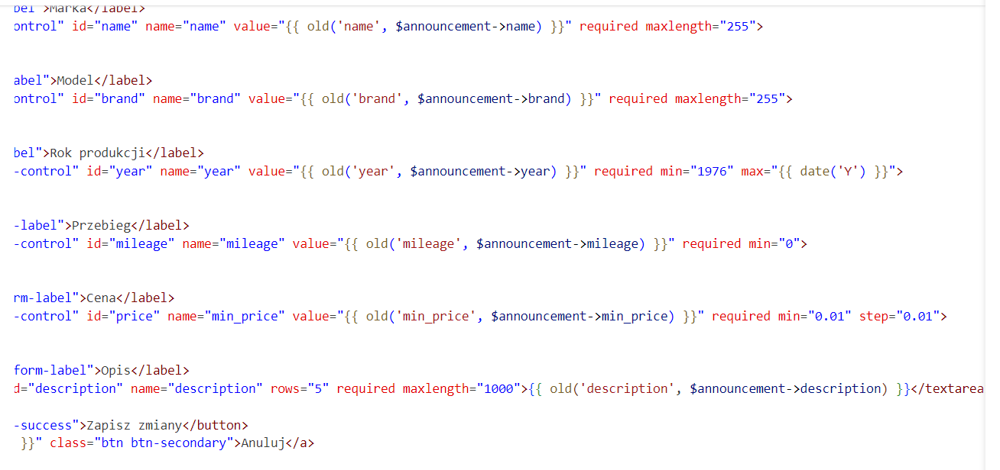 bel">Marka</label>
ontrol" id="name" name="name" value="{{ old('name', $announcement->name) }}" required maxlength="255">
abel">Model</label>
ontrol" id="brand" name="brand" value="{{ old('brand', $announcement->brand) }}" required maxlength="255">
bel">Rok produkcji</label>
-control" id="year" name="year" value="{{ old('year', $announcement->year) }}" required min="1976" max="{{ date('Y') }}">
-label">Przebieg</label>
-control" id="mileage" name="mileage" value="{{ old('mileage', $announcement->mileage) }}" required min="0">
rm-label">Cena</label>
-control" id="price" name="min_price" value="{{ old('min_price', $announcement->min_price) }}" required min="0.01" step="0.01">
form-label">Opis</label>
d="description" name="description" rows="5" required maxlength="1000">{{ old('description', $announcement->description) }}</textarea
-success">Zapisz zmiany</button>
}}" class="btn btn-secondary">Anuluj</a>